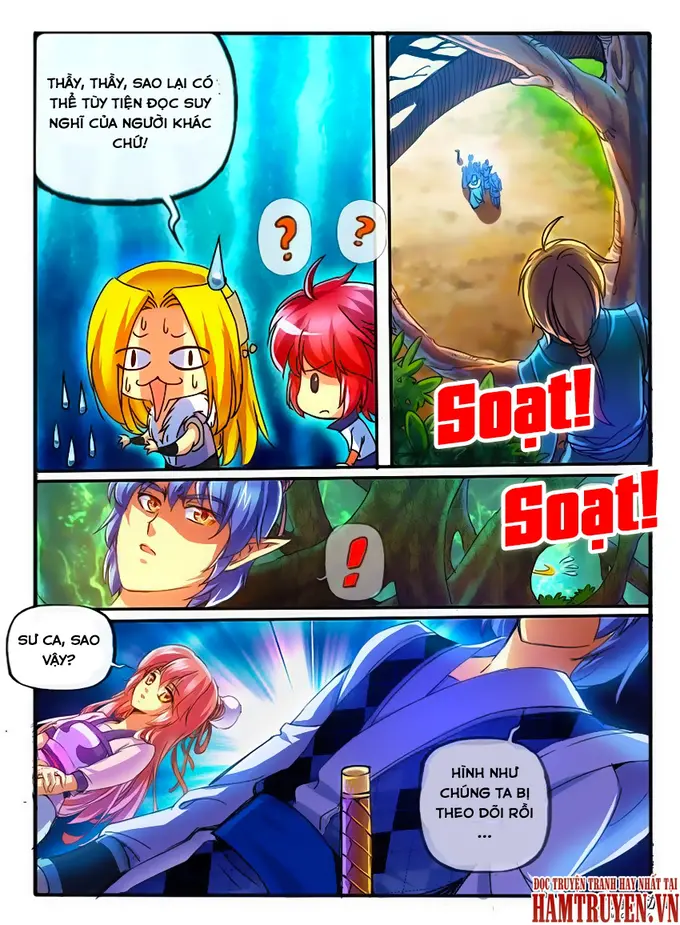 THẦY, THẦY, SAO LẠI CÓ
THỂ TÙY TIỆN ĐỌC SUY
NGHĨ CỦA NGƯỜI KHÁC
CHỨ!
? ?
Soạt!
Soạt!
!
SƯ CA, SAO
VẬY?
HÌNH NHƯ
CHÚNG TA BỊ
THEO DÕI RỒI
...
ĐỌC TRUYỆN TRANH HAY NHẤT TẠI
HAMTRUYEN.VN